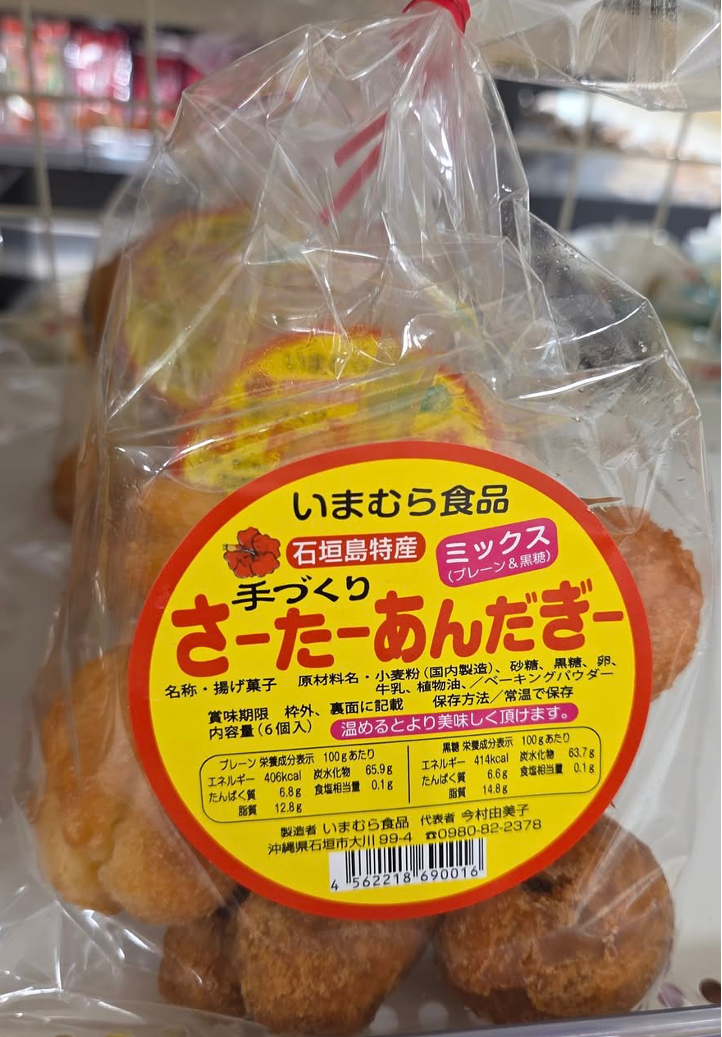 いまむら
いまむら食品
石垣島特産
ミックス
(プレーン&黒糖)
手づくり
さーたーあんだぎー
名称・揚げ菓子 原材料名・小麦粉(国内製造)、砂糖、黒糖、卵、
牛乳、植物油、/ベーキングパウダー
賞味期限 枠外、裏面に記載 保存方法/常温で保存
内容量(6個入) 温めるとより美味しく頂けます。
プレーン 栄養成分表示 100gあたり
エネルギー 406kcal 炭水化物 65.9g
たんぱく質 6.8g 食塩相当量 0.1g
脂質 12.8g
黒糖 栄養成分表示 100gあたり
エネルギー 414kcal 炭水化物 63.7g
たんぱく質 6.6g 食塩相当量 0.1g
脂質 14.8g
製造者 いまむら食品 代表者 今村由美子
沖縄県石垣市大川99-4 ☎0980-82-2378
4 562218 690016